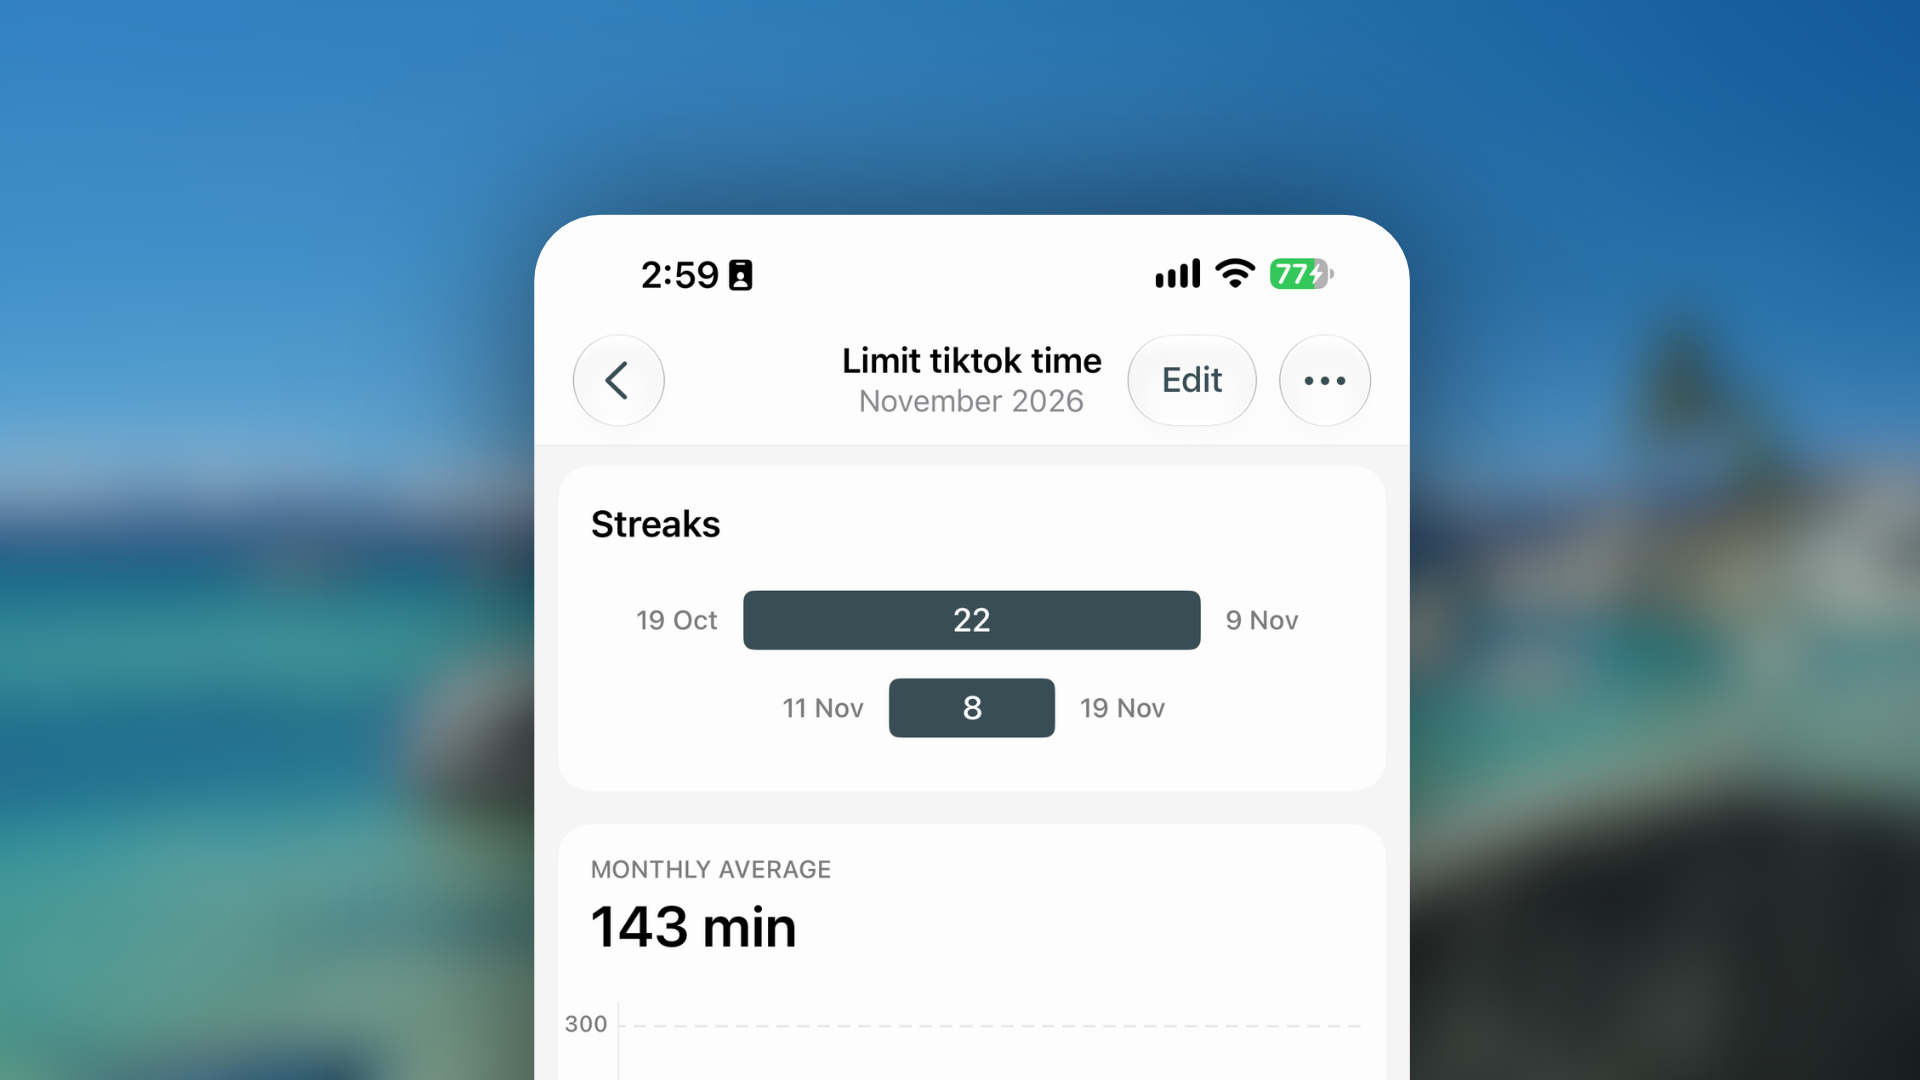 2:59
77
Limit tiktok time
November 2026
Edit
Streaks
19 Oct 22 9 Nov
11 Nov 8 19 Nov
MONTHLY AVERAGE
143 min
300